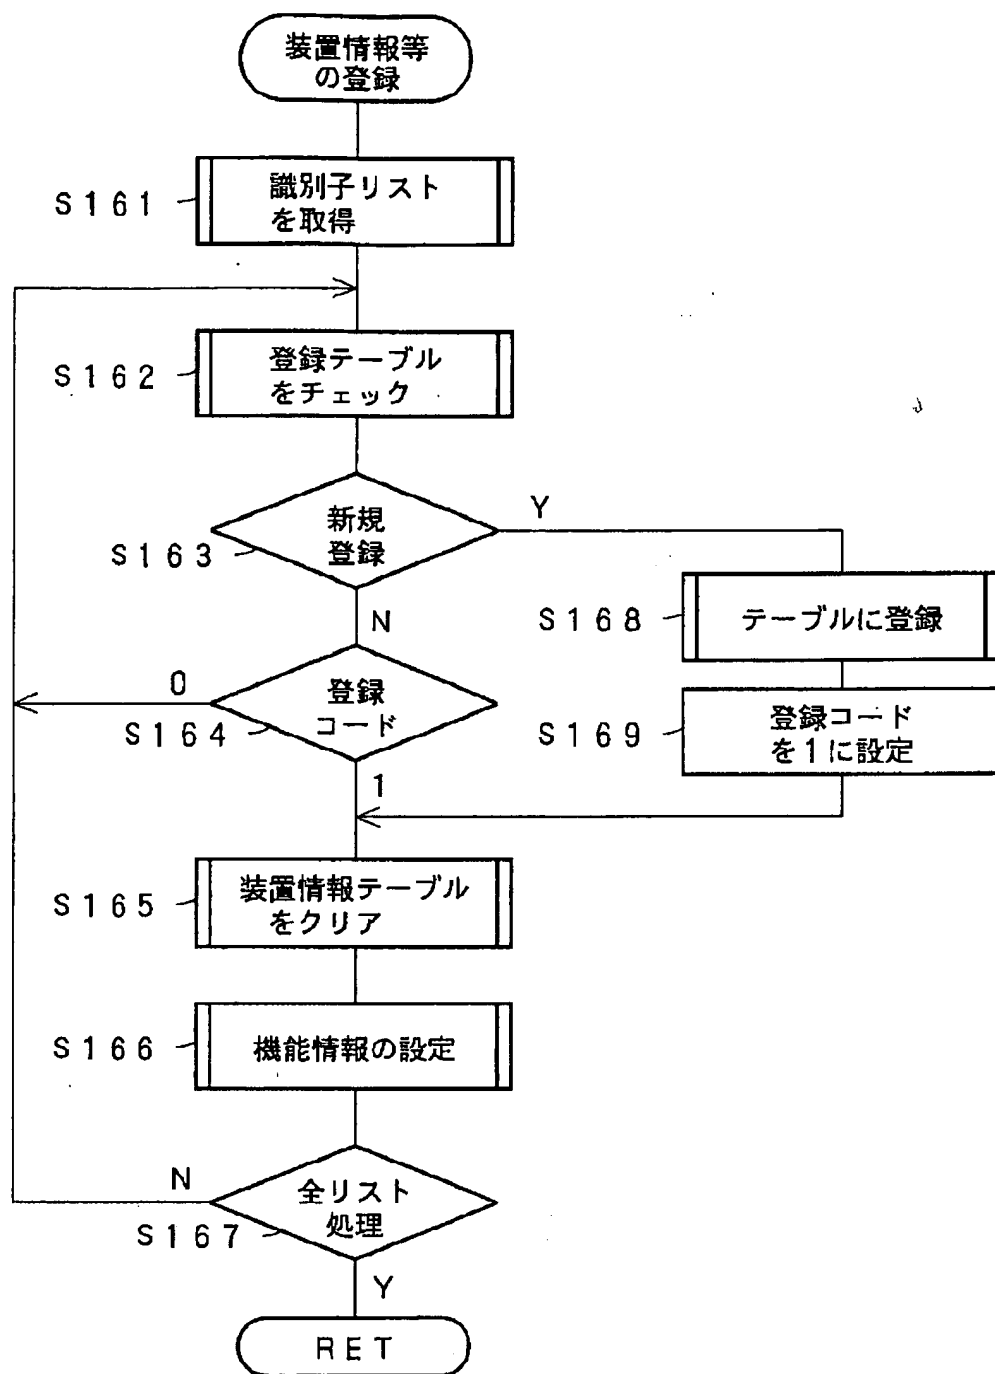 装置情報等
の登録
S161
識別子リスト
を取得
S162
登録テーブル
をチェック
S163
新規
登録
Y
N
S168
テーブルに登録
S164
登録
コード
0
1
S169
登録コード
を1に設定
S165
装置情報テーブル
をクリア
S166
機能情報の設定
S167
全リスト
処理
N
Y
RET